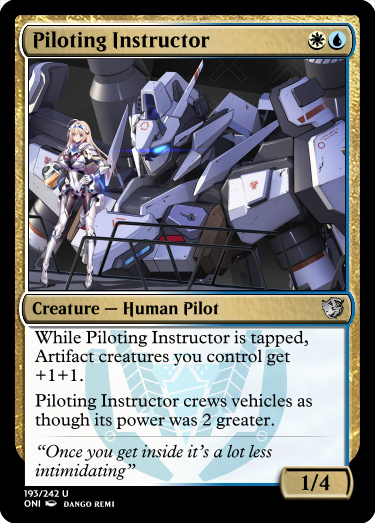 Piloting Instructor
Creature — Human Pilot
While Piloting Instructor is tapped,
Artifact creatures you control get
+1+1.
Piloting Instructor crews vehicles as
though its power was 2 greater.
“Once you get inside it’s a lot less
intimidating”
1/4
193/242 U
ONI DANGO REMI